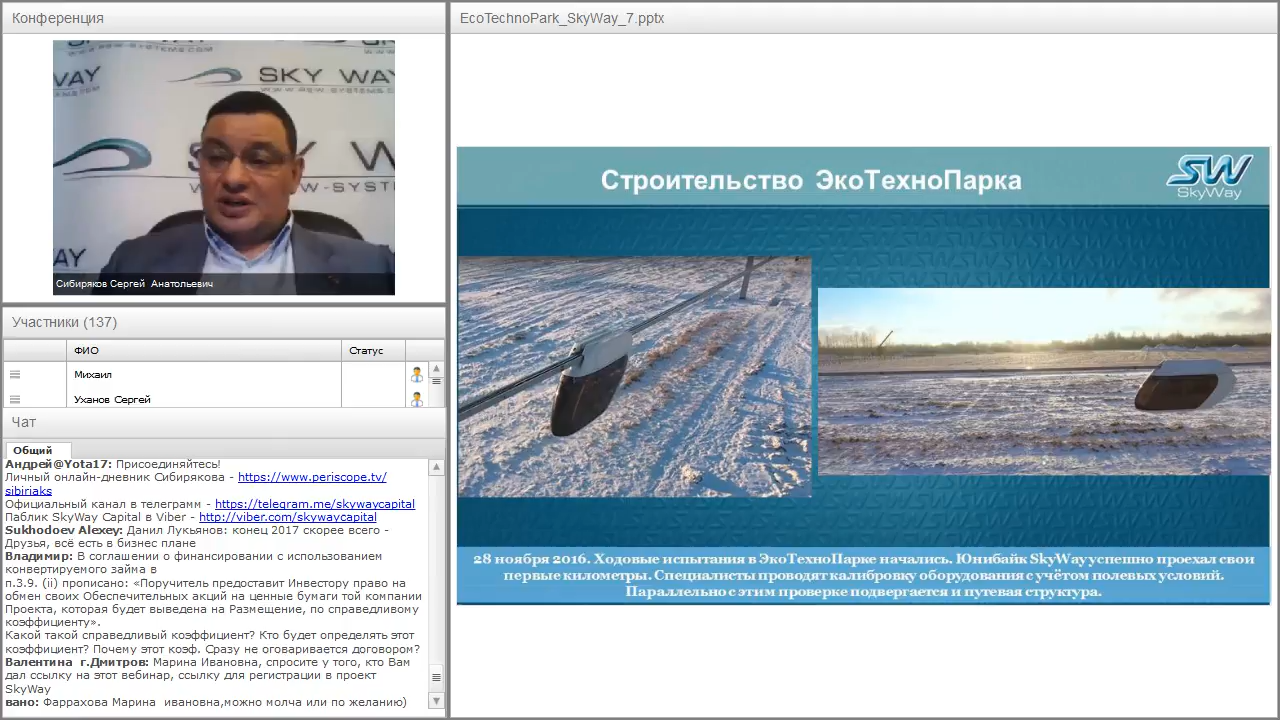 Конференция
SKY WAY
WAY
SKY W
WAY
Сибиряков Сергей Анатольевич
Участники (137)
ФИО
Статус
Михаил
Уханов Сергей
Чат
Общий
Андрей@Yota17: Присоединяйтесь!
Личный онлайн-дневник Сибирякова - https://www.periscope.tv/
sibiriaks
Официальный канал в телеграмм - https://telegram.me/skywaycapital
Паблик SkyWay Capital в Viber - http://viber.com/skywaycapital
Sukhodoev Alexey: Данил Лукьянов: конец 2017 скорее всего -
Друзья, всё есть в бизнес плане
Владимир: В соглашении о финансировании с использованием
конвертируемого займа в
п.3.9. (ii) прописано: «Поручитель предоставит Инвестору право на
обмен своих Обеспечительных акций на ценные бумаги той компании
Проекта, которая будет выведена на Размещение, по справедливому
коэффициенту».
Какой такой справедливый коэффициент? Кто будет определять этот
коэффициент? Почему этот коэф. Сразу не оговаривается договором?
Валентина г.Дмитров: Марина Ивановна, спросите у того, кто Вам
дал ссылку на этот вебинар, ссылку для регистрации в проект
SkyWay
вано: Фаррахова Марина ивановна,можно молча или по желанию)
EcoTechnoPark_SkyWay_7.pptx
Строительство ЭкоТехноПарка
SW
SkyWay
28 ноября 2016. Ходовые испытания в ЭкоТехноПарке начались. Юнибайк SkyWay успешно проехал свои
первые километры. Специалисты проводят калибровку оборудования с учётом полевых условий.
Параллельно с этим проверке подвергается и путевая структура.